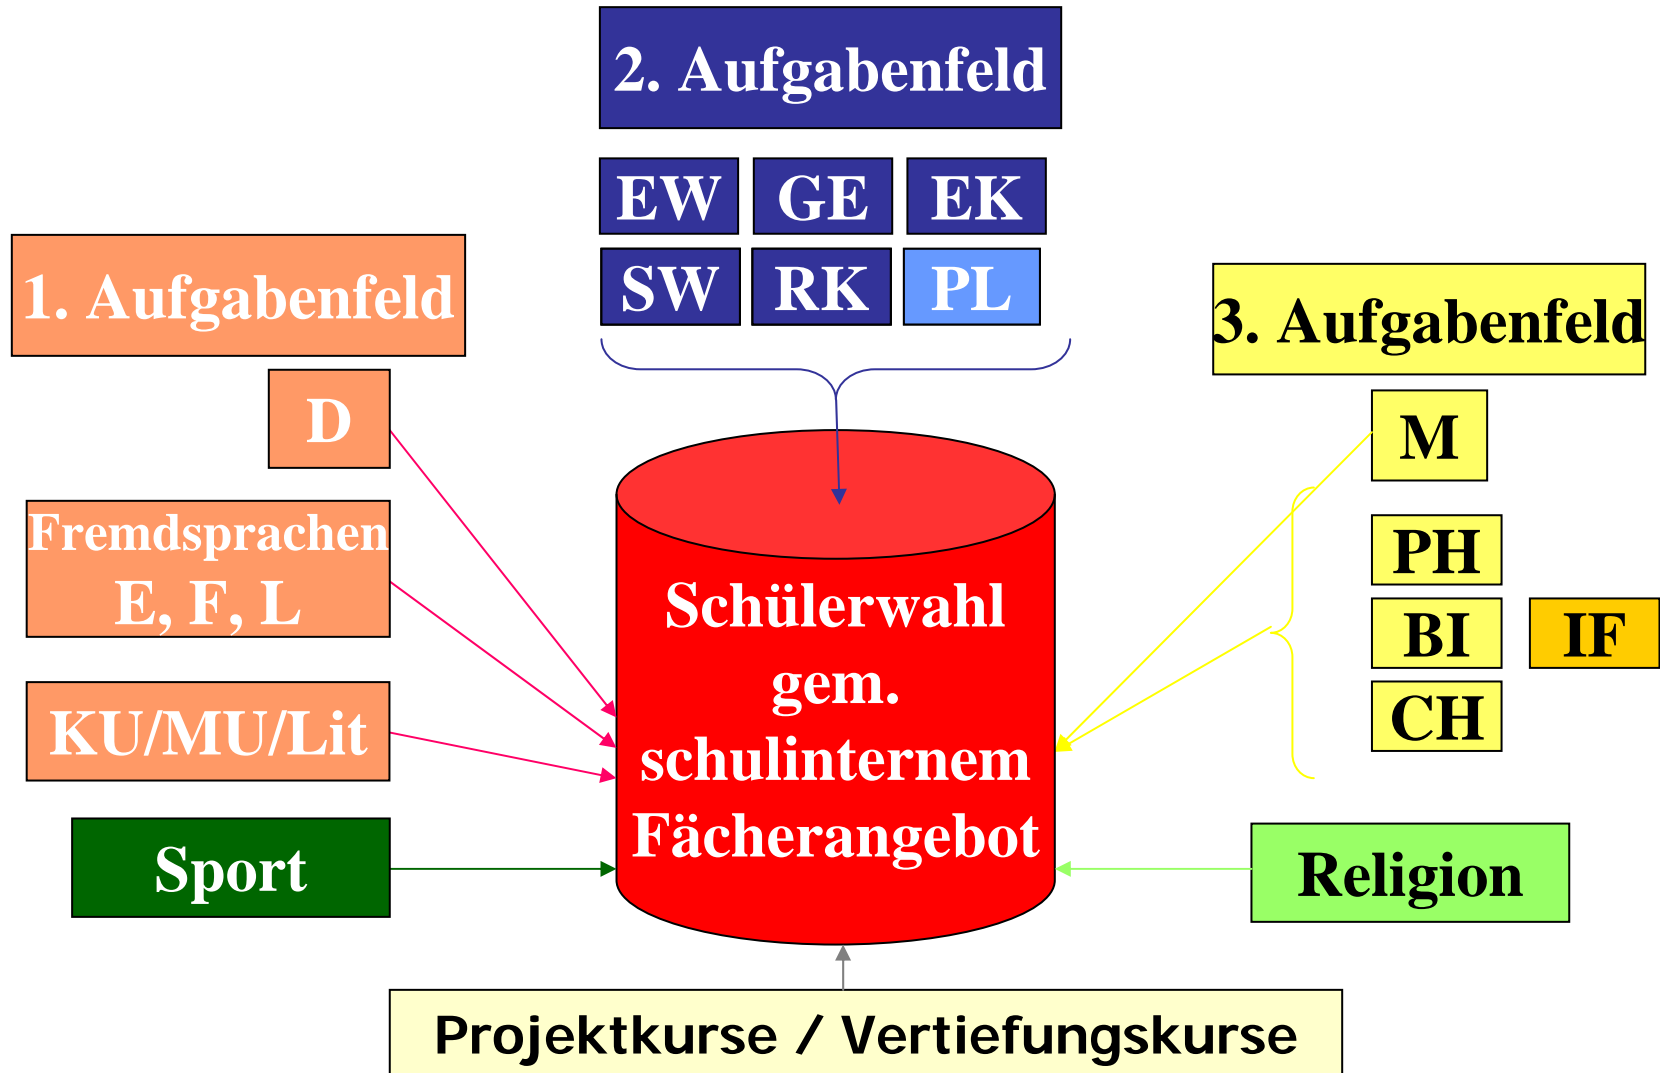 2. Aufgabenfeld
EW GE EK
SW RK PL
1. Aufgabenfeld
D
Fremdsprachen
E, F, L
KU/MU/Lit
Sport
3. Aufgabenfeld
M
PH
BI IF
CH
Religion
Schülerwahl
gem.
schulinternem
Fächerangebot
Projektkurse / Vertiefungskurse